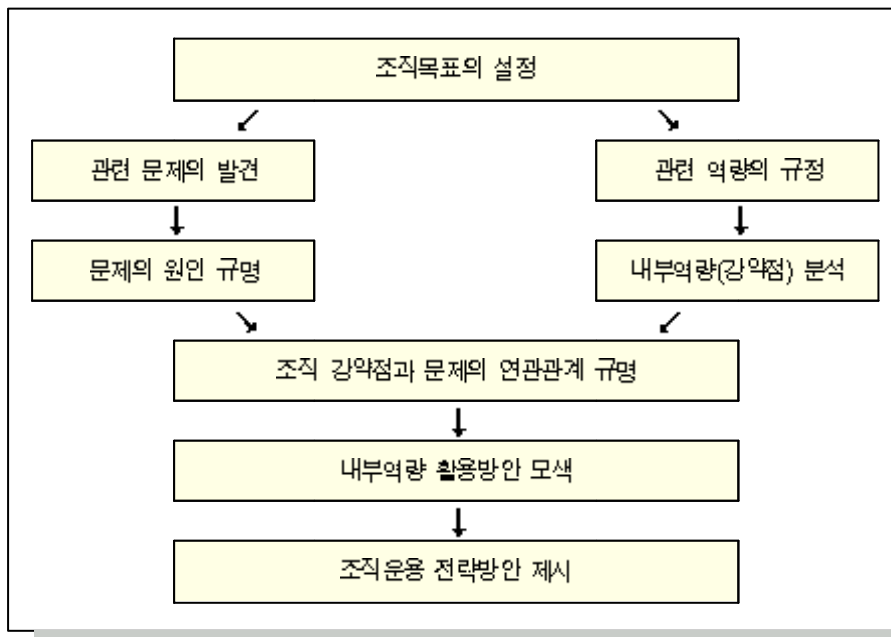 조직목표의 설정
관련 문제의 발견
관련 역량의 규정
문제의 원인 규명
내부역량(강약점) 분석
조직 강약점과 문제의 연관관계 규명
내부역량 활용방안 모색
조직운용 전략방안 제시